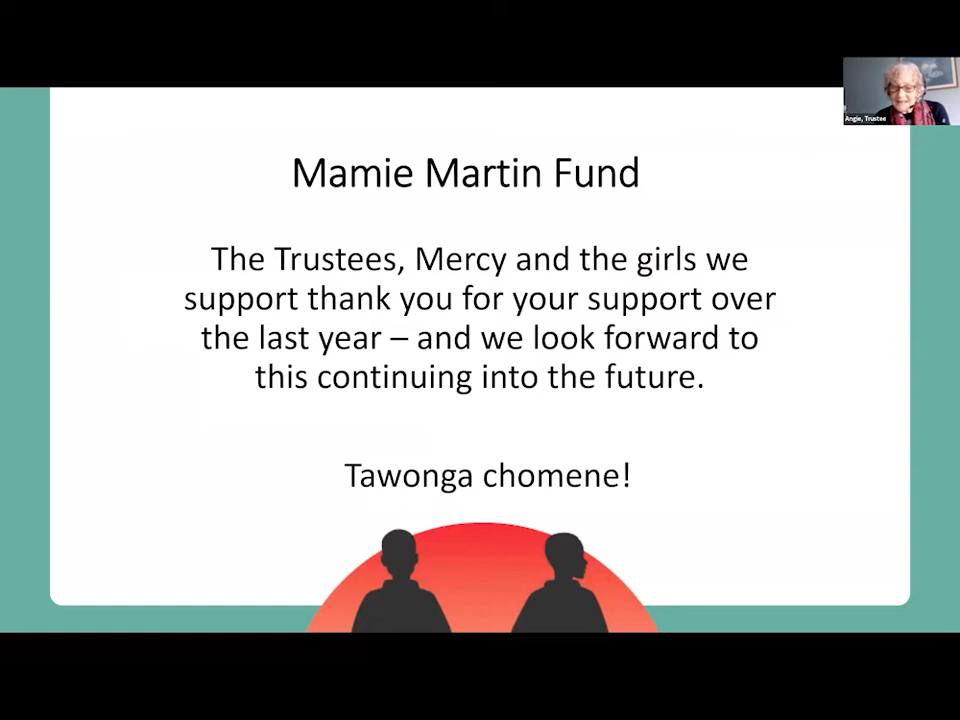 Angie, Trustee
Mamie Martin Fund
The Trustees, Mercy and the girls we
support thank you for your support over
the last year – and we look forward to
this continuing into the future.
Tawonga chomene!